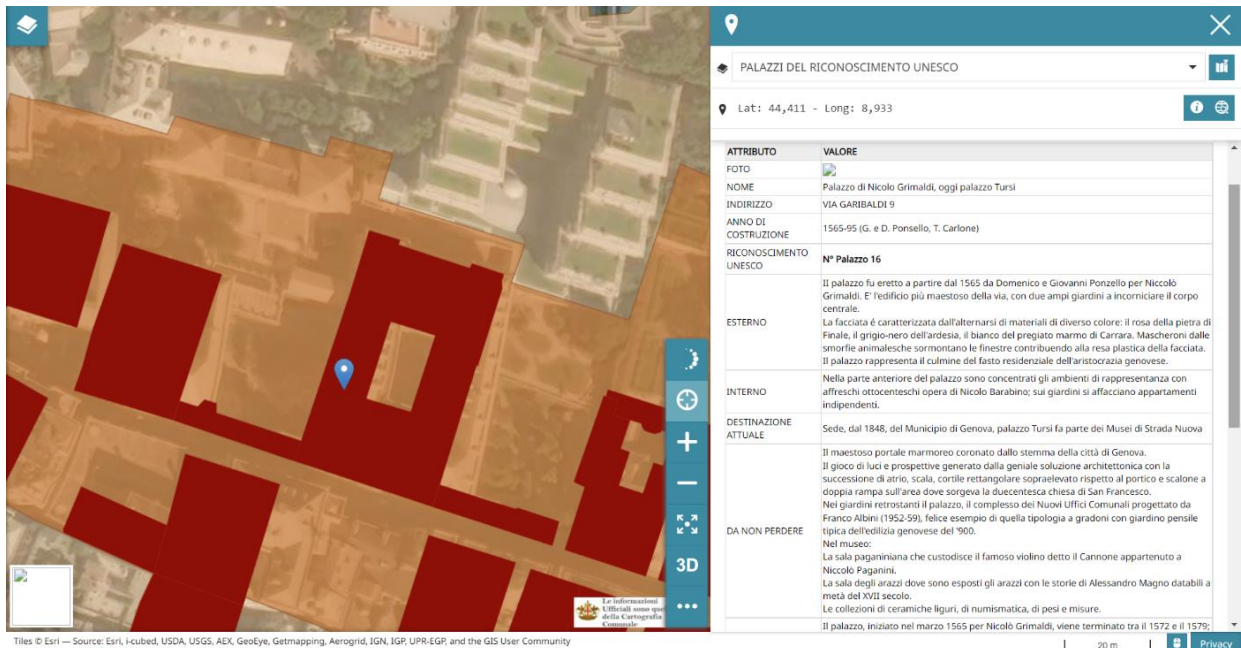 PALAZZI DEL RICONOSCIMENTO UNESCO
Lat: 44,411 - Long: 8,933
ATTRIBUTO VALORE
FOTO
NOME Palazzo di Nicolo Grimaldi, oggi palazzo Tursi
INDIRIZZO VIA GARIBALDI 9
ANNO DI
COSTRUZIONE
1565-95 (G. e D. Ponsello, T. Carlone)
RICONOSCIMENTO
UNESCO
N° Palazzo 16
ESTERNO
Il palazzo fu eretto a partire dal 1565 da Domenico e Giovanni Ponzello per Niccolò
Grimaldi. E' l'edificio più maestoso della via, con due ampi giardini a incorniciare il corpo
centrale.
La facciata é caratterizzata dall'alternarsi di materiali di diverso colore: il rosa della pietra di
Finale, il grigio-nero dell'ardesia, il bianco del pregiato marmo di Carrara. Mascheroni dalle
smorfie animalesche sormontano le finestre contribuendo alla resa plastica della facciata.
Il palazzo rappresenta il culmine del fasto residenziale dell'aristocrazia genovese.
INTERNO
Nella parte anteriore del palazzo sono concentrati gli ambienti di rappresentanza con
affreschi ottocenteschi opera di Nicolo Barabino; sui giardini si affacciano appartamenti
indipendenti.
DESTINAZIONE
ATTUALE
Sede, dal 1848, del Municipio di Genova, palazzo Tursi fa parte dei Musei di Strada Nuova
DA NON PERDERE
Il maestoso portale marmoreo coronato dallo stemma della città di Genova.
Il gioco di luci e prospettive generato dalla geniale soluzione architettonica con la
successione di atrio, scala, cortile rettangolare sopraelevato rispetto al portico e scalone a
doppia rampa sull'area dove sorgeva la duecentesca chiesa di San Francesco.
Nei giardini retrostanti il palazzo, il complesso dei Nuovi Uffici Comunali progettato da
Franco Albini (1952-59), felice esempio di quella tipologia a gradoni con giardino pensile
tipica dell'edilizia genovese del '900.
Nel museo:
La sala paganiniana che custodisce il famoso violino detto il Cannone appartenuto a
Niccolò Paganini.
La sala degli arazzi dove sono esposti gli arazzi con le storie di Alessandro Magno databili a
metà del XVII secolo.
Le collezioni di ceramiche liguri, di numismatica, di pesi e misure.
Il palazzo, iniziato nel marzo 1565 per Nicolò Grimaldi, viene terminato tra il 1572 e il 1579;
3D
Le informazioni
Ufficiali sono que
della Cartografia
Comunale
Tiles © Esri — Source: Esri, i-cubed, USDA, USGS, AEX, GeoEye, Getmapping, Aerogrid, IGN, IGP, UPR-EGP, and the GIS User Community
20 m
Privacy